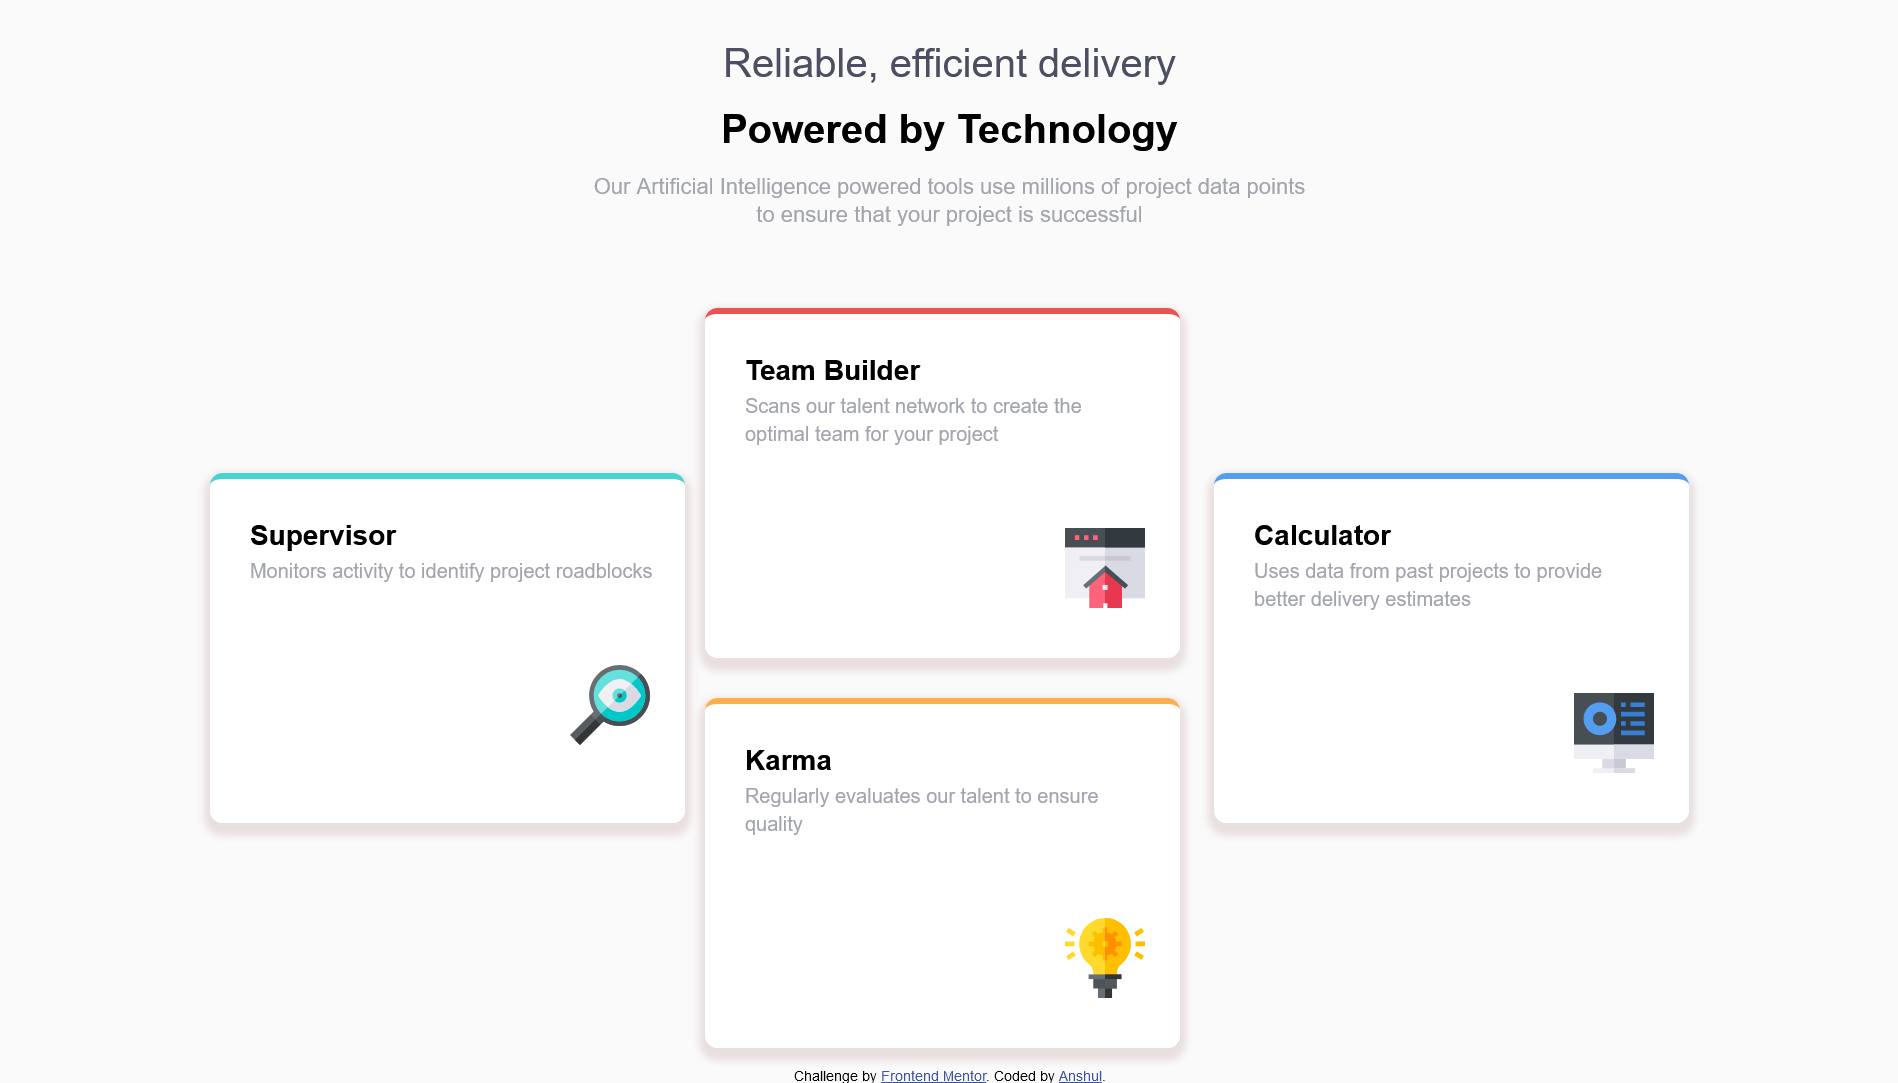 Reliable, efficient delivery
Powered by Technology
Our Artificial Intelligence powered tools use millions of project data points
to ensure that your project is successful
Team Builder
Scans our talent network to create the
optimal team for your project
Supervisor
Monitors activity to identify project roadblocks
Calculator
Uses data from past projects to provide
better delivery estimates
Karma
Regularly evaluates our talent to ensure
quality
Challenge by Frontend Mentor. Coded by Anshul.